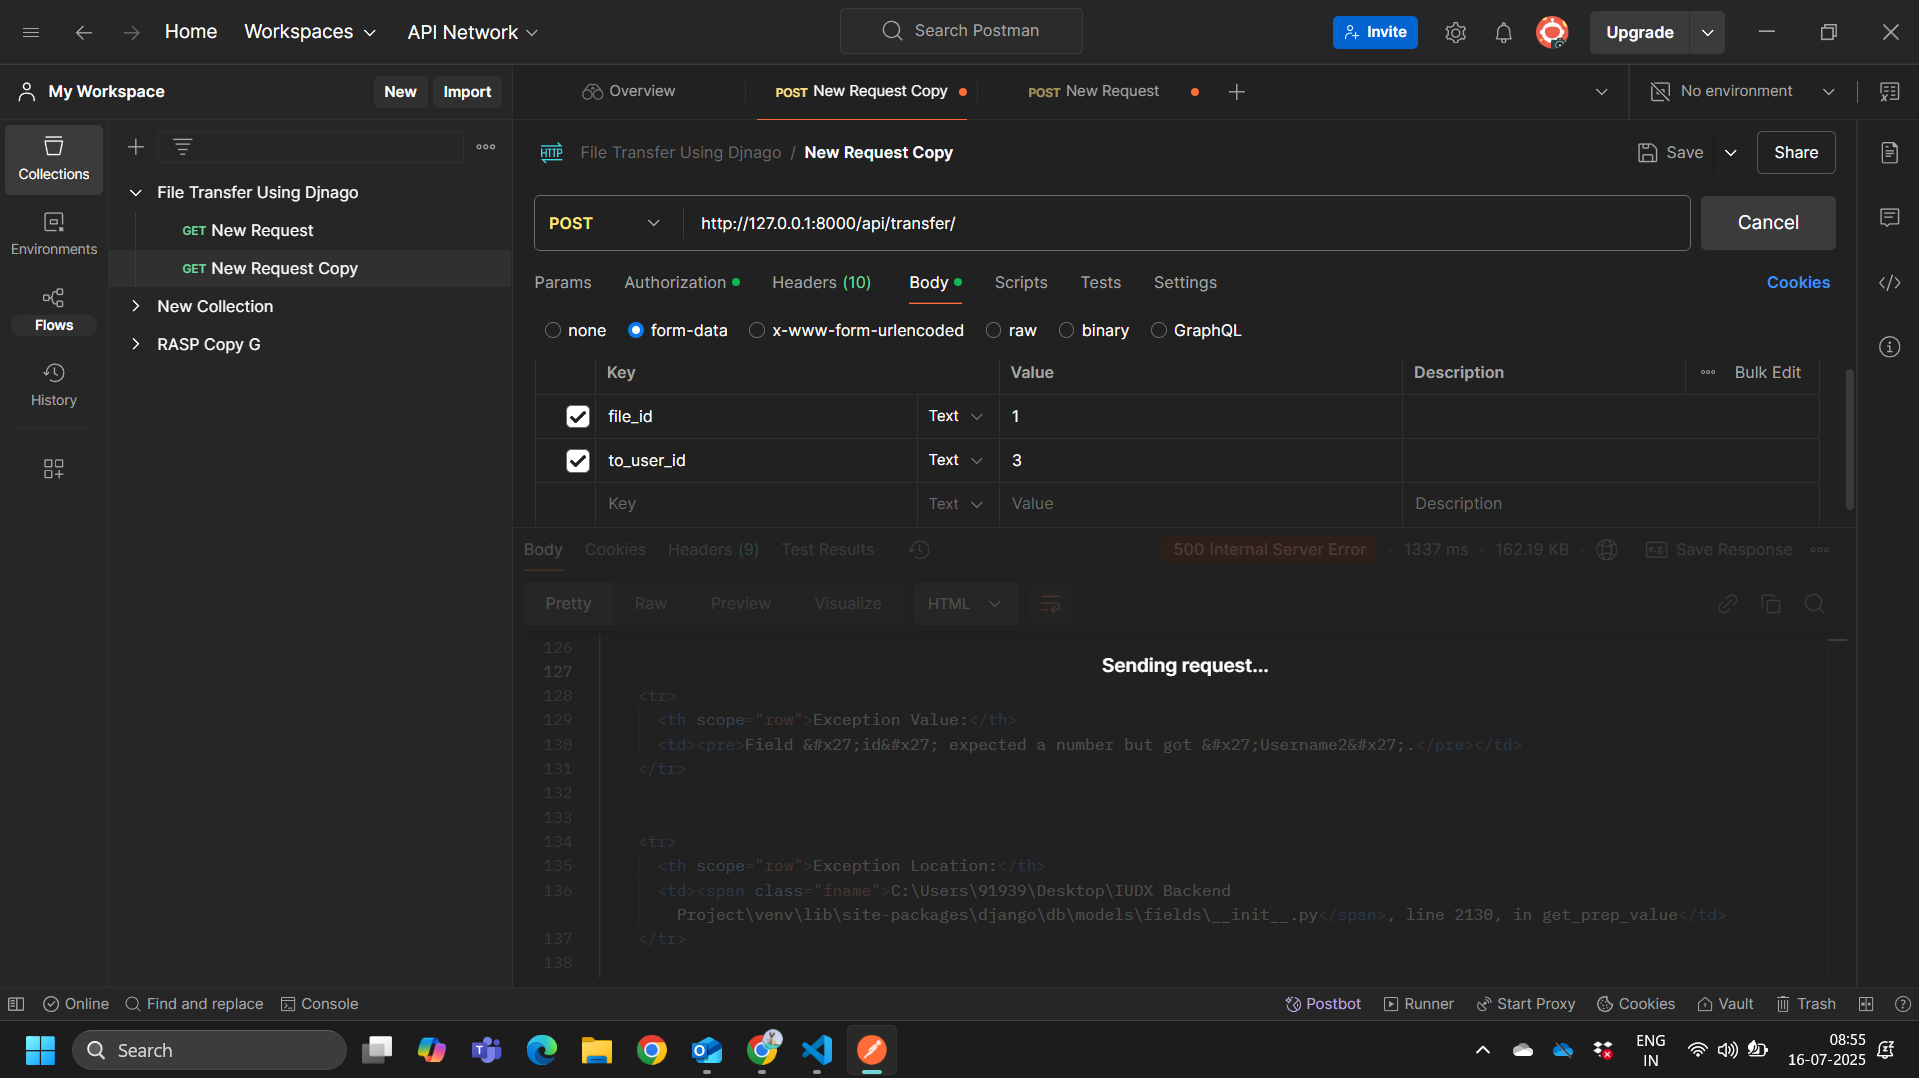 Home Workspaces API Network Search Postman Invite Upgrade
My Workspace New Import Overview POST New Request Copy POST New Request No environment
Collections
Environments
Flows
History
File Transfer Using Djnago
GET New Request
GET New Request Copy
New Collection
RASP Copy G
HTTP File Transfer Using Djnago / New Request Copy Save Share
POST http://127.0.0.1:8000/api/transfer/ Cancel
Params Authorization Headers (10) Body Scripts Tests Settings Cookies
none form-data x-www-form-urlencoded raw binary GraphQL
Key Value Description Bulk Edit
file_id Text 1
to_user_id Text 3
Key Text Value Description
Body Cookies Headers (9) Test Results 500 Internal Server Error 1337 ms 162.19 KB e.g. Save Response
Pretty Raw Preview Visualize HTML
Sending request...
126
127
128 <tr>
129 <th scope="row">Exception Value:</th>
130 <td><pre>Field &#x27;id&#x27; expected a number but got &#x27;Username2&#x27;.</pre></td>
131 </tr>
132
133
134 <tr>
135 <th scope="row">Exception Location:</th>
136 <td><span class="fname">C:\Users\91939\Desktop\IUDX Backend
Project\venv\lib\site-packages\django\db\models\fields\__init__.py</span>, line 2130, in get_prep_value</td>
137 </tr>
138
Online Find and replace Console Postbot Runner Start Proxy Cookies Vault Trash
Search ENG 08:55
IN 16-07-2025